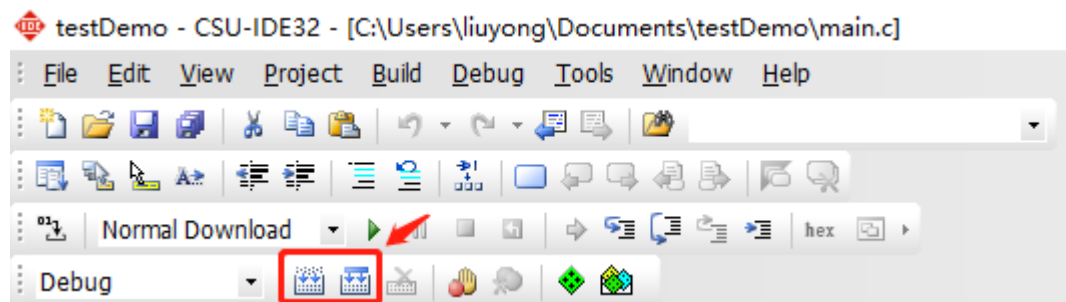 testDemo - CSU-IDE32 - [C:\Users\liuyong\Documents\testDemo\main.c]
File Edit View Project Build Debug Tools Window Help
Normal Download hex
Debug